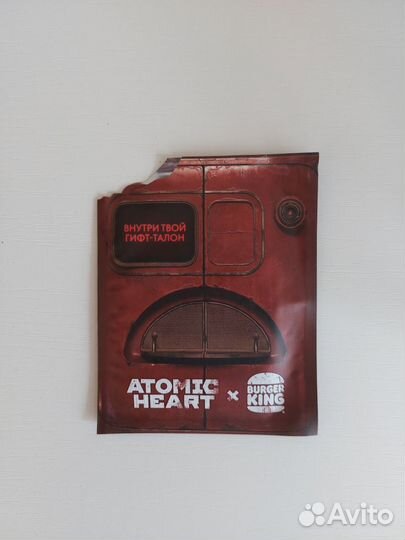 ВНУТРИ ТВОЙ
ГИФТ-ТАЛОН
ATOMIC
HEART
×
BURGER
KING
Avito